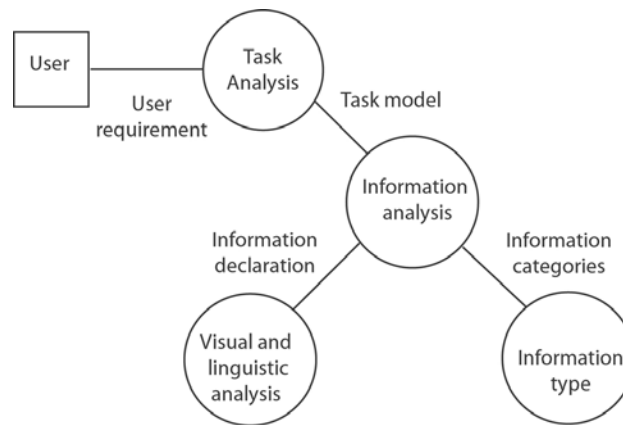 User
Task
Analysis
User
requirement
Task model
Information
analysis
Information
declaration
Information
categories
Visual and
linguistic
analysis
Information
type